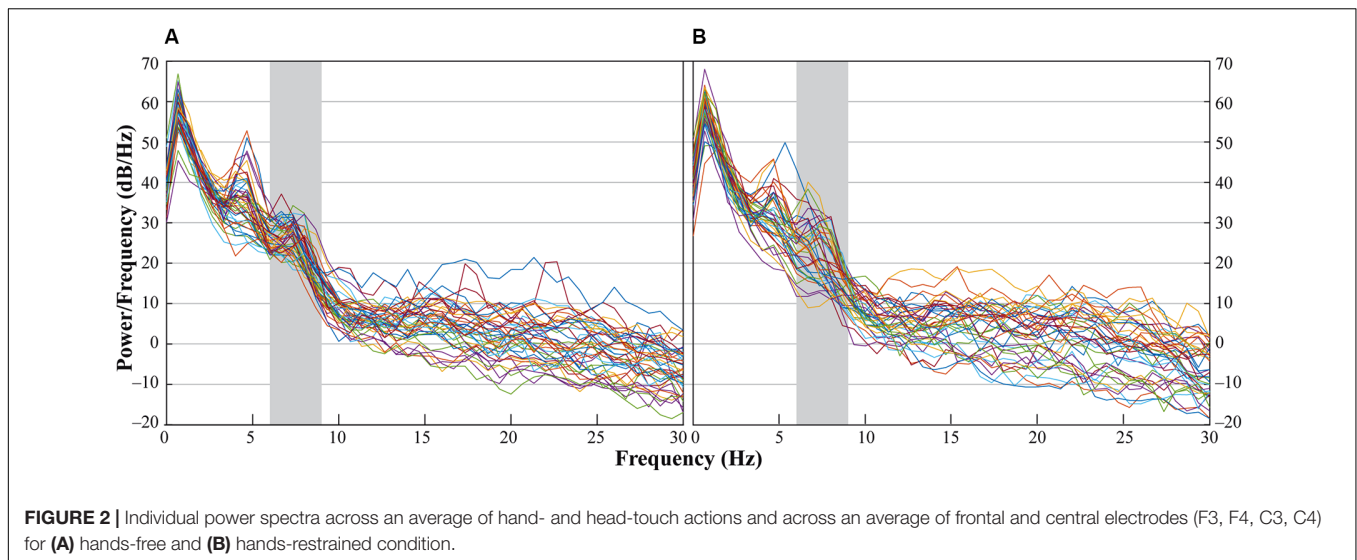 A
B
70
60
50
40
30
20
10
0
–10
–20
70
60
50
40
30
20
10
0
–10
–20
Power/Frequency (dB/Hz)
0 5 10 15 20 25 30
0 5 10 15 20 25 30
Frequency (Hz)
FIGURE 2 | Individual power spectra across an average of hand- and head-touch actions and across an average of frontal and central electrodes (F3, F4, C3, C4)
for (A) hands-free and (B) hands-restrained condition.